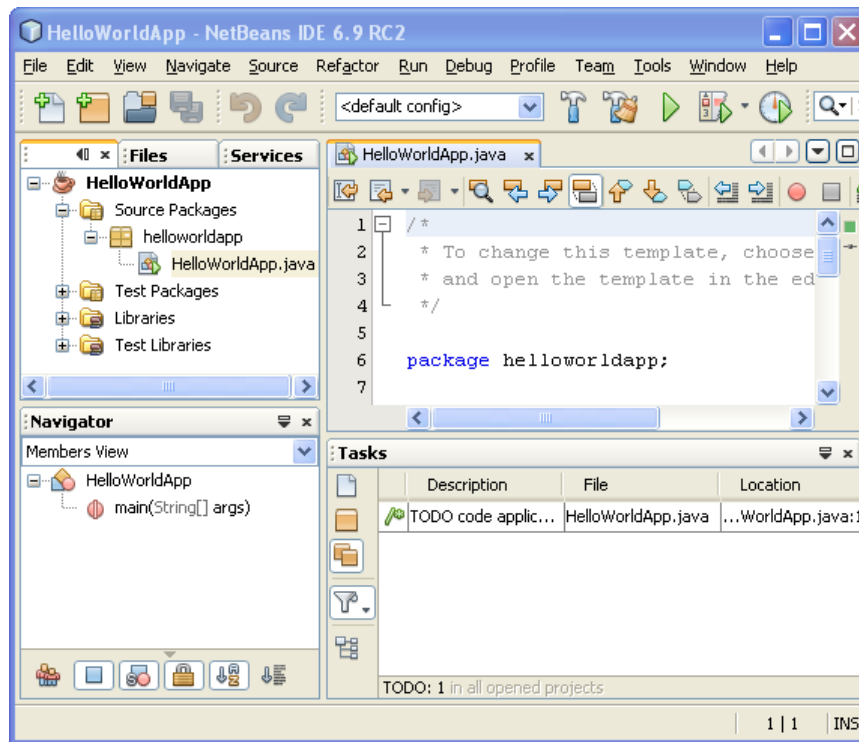 HelloWorldApp - NetBeans IDE 6.9 RC2
File Edit View Navigate Source Refactor Run Debug Profile Team Tools Window Help
<default config>
Files Services
HelloWorldApp
Source Packages
helloworldapp
HelloWorldApp.java
Test Packages
Libraries
Test Libraries
HelloWorldApp.java x
1 /*
2 * To change this template, choose
3 * and open the template in the ed
4 */
5
6 package helloworldapp;
7
Navigator
Members View
HelloWorldApp
main(String[] args)
Tasks
Description File Location
TODO code applic... HelloWorldApp.java ...WorldApp.java:1
TODO: 1 in all opened projects
1 | 1 INS